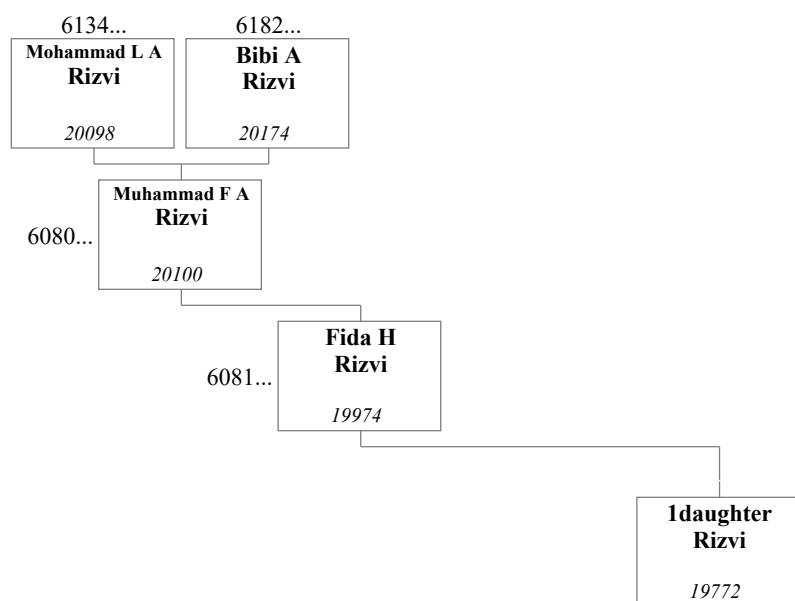 6134... 6182...
Mohammad L A
Rizvi
20098
Bibi A
Rizvi
20174
Muhammad F A
Rizvi
6080...
20100
Fida H
Rizvi
6081...
19974
1daughter
Rizvi
19772